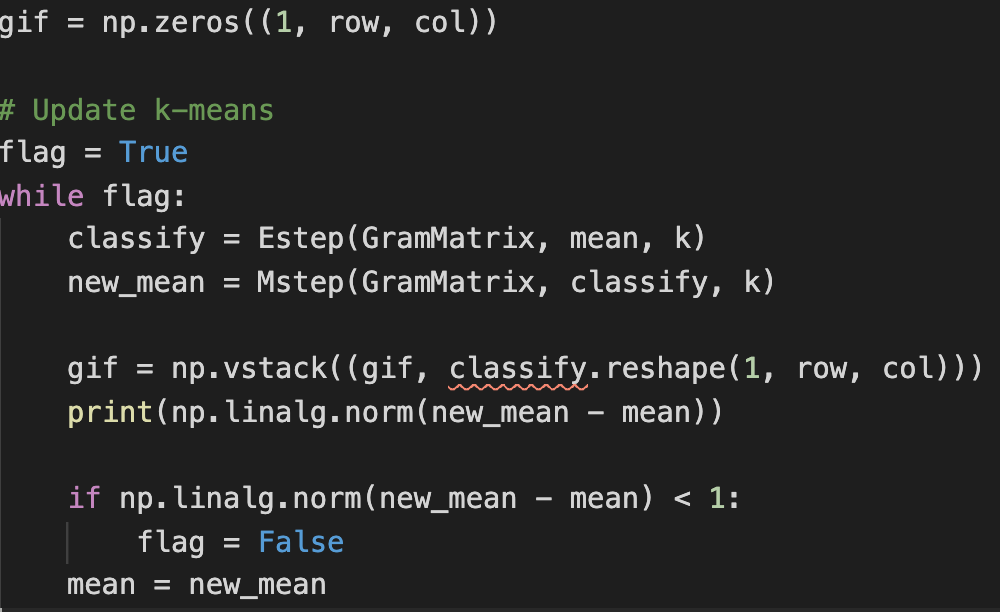 gif = np.zeros((1, row, col))
# Update k-means
flag = True
while flag:
classify = Estep(GramMatrix, mean, k)
new_mean = Mstep(GramMatrix, classify, k)
gif = np.vstack((gif, classify.reshape(1, row, col)))
print(np.linalg.norm(new_mean - mean))
if np.linalg.norm(new_mean - mean) < 1:
flag = False
mean = new_mean